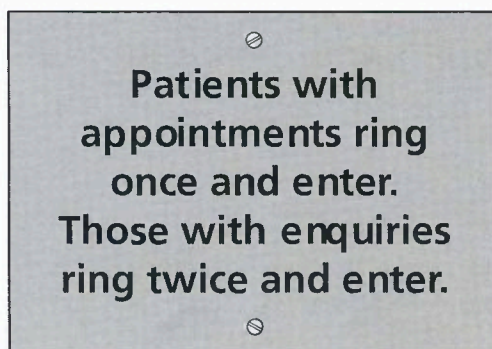 Patients with
appointments ring
once and enter.
Those with enquiries
ring twice and enter.